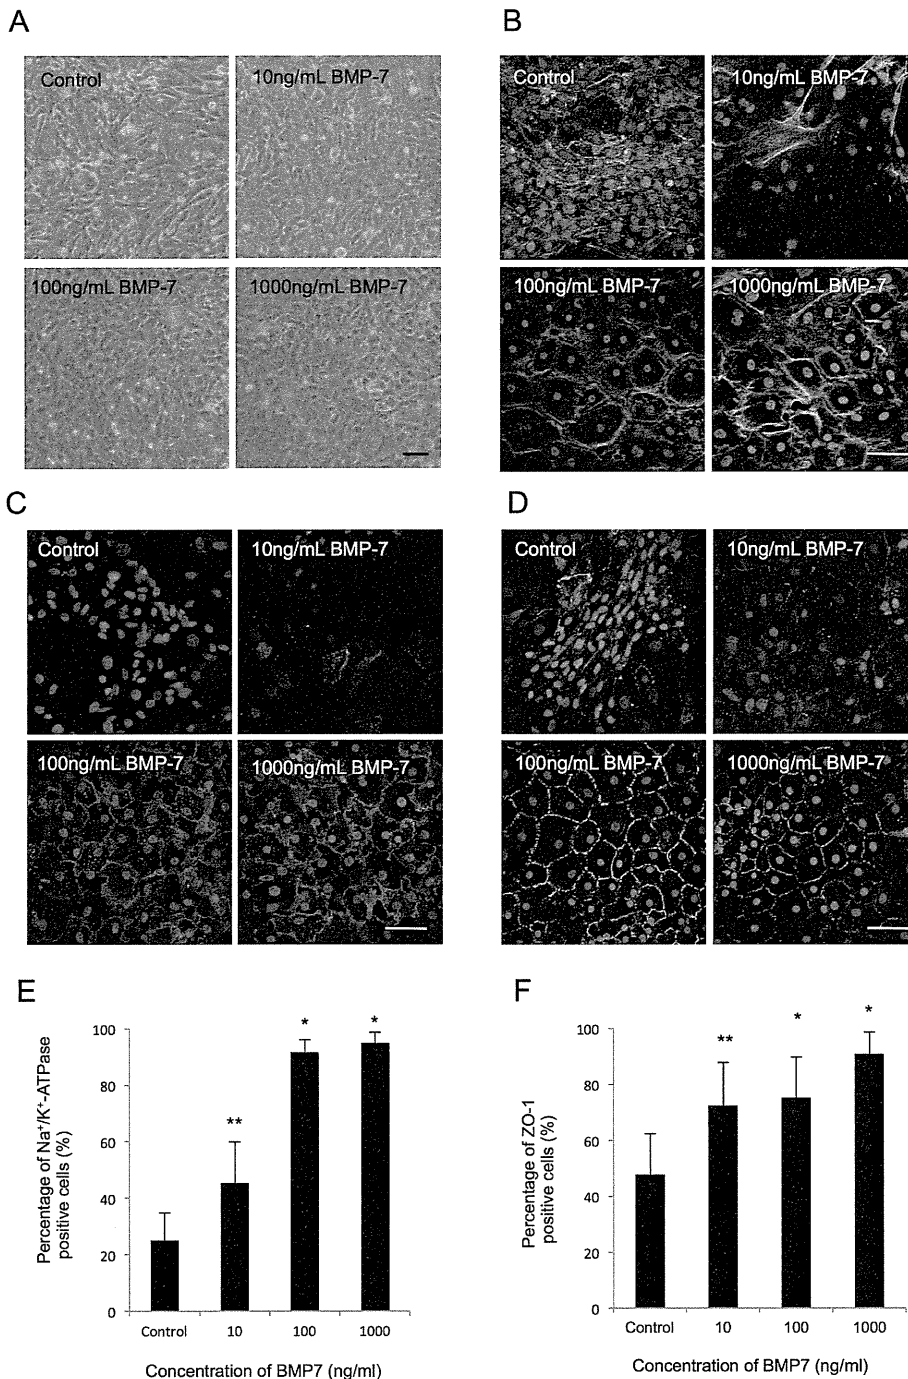 A
B
Control
10ng/mL BMP-7
Control
10ng/mL BMP-7
100ng/mL BMP-7
1000ng/mL BMP-7
100ng/mL BMP-7
1000ng/mL BMP-7
C
D
Control
10ng/mL BMP-7
Control
10ng/mL BMP-7
100ng/mL BMP-7
1000ng/mL BMP-7
100ng/mL BMP-7
1000ng/mL BMP-7
E
Percentage of Na⁺/K⁺-ATPase
positive cells (%)
100
80
60
40
20
0
**
*
*
Control
10
100
1000
Concentration of BMP7 (ng/ml)
F
Percentage of ZO-1
positive cells (%)
100
80
60
40
20
0
**
*
*
Control
10
100
1000
Concentration of BMP7 (ng/ml)